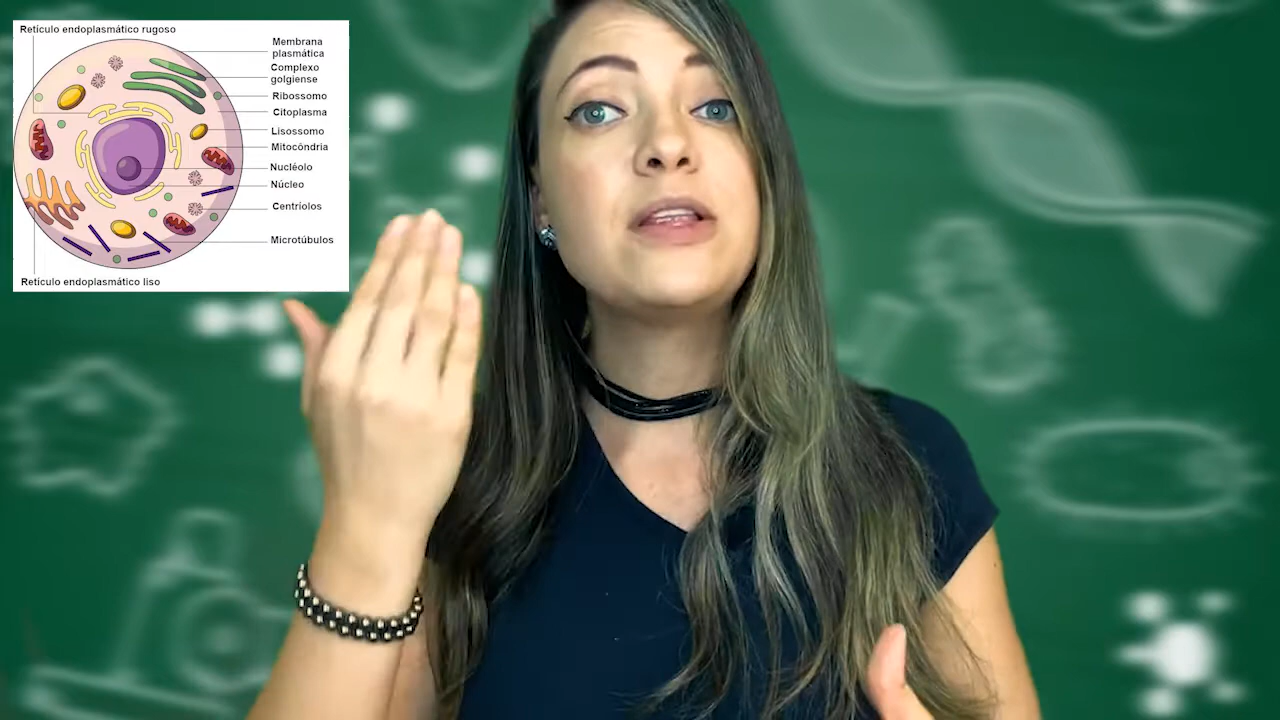 Retículo endoplasmático rugoso
Membrana
plasmática
Complexo
golgiense
Ribossomo
Citoplasma
Lisossomo
Mitocôndria
Nucléolo
Núcleo
Centríolos
Microtúbulos
Retículo endoplasmático liso